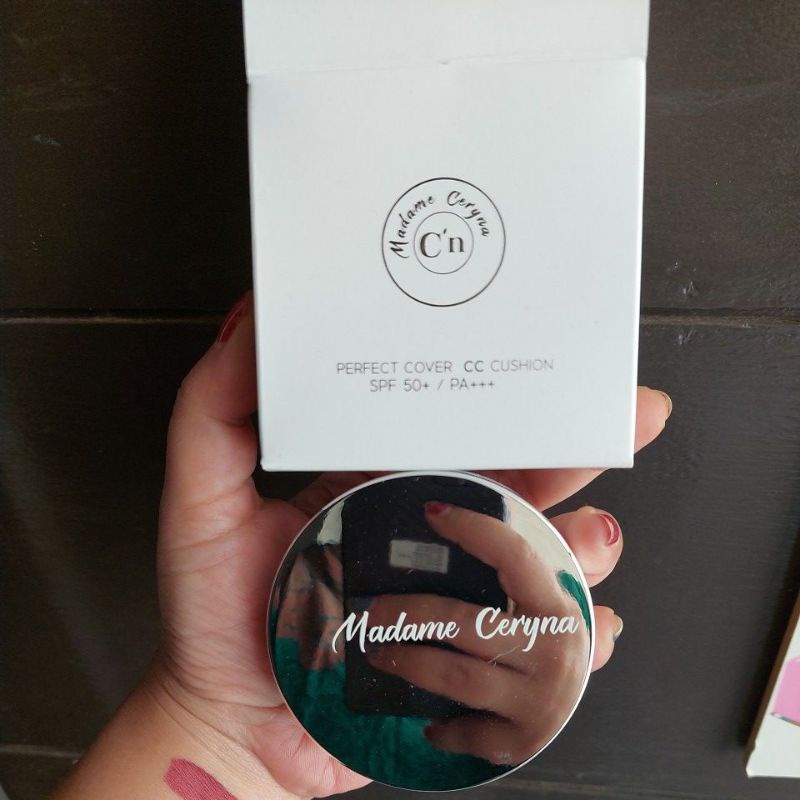 Madame Ceryna
C'n
PERFECT COVER CC CUSHION
SPF 50+ / PA+++
Madame Ceryna